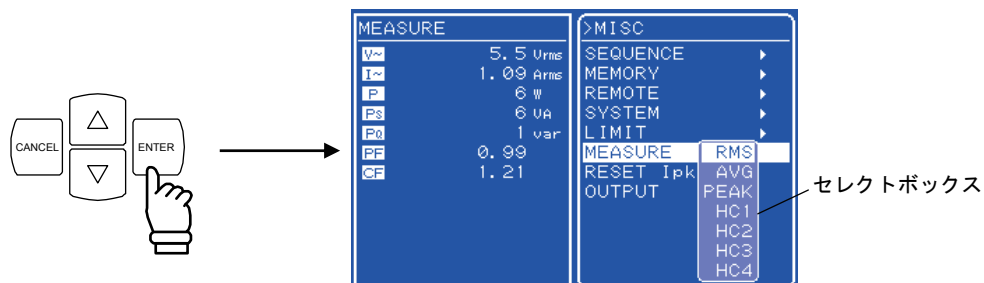 CANCEL
ENTER
MEASURE
V~ 5.5 Vrms
I~ 1.09 Arms
P 6 W
Ps 6 VA
PQ 1 var
PF 0.99
CF 1.21
>MISC
SEQUENCE
MEMORY
REMOTE
SYSTEM
LIMIT
MEASURE RMS
RESET Ipk AVG
OUTPUT PEAK
HC1
HC2
HC3
HC4
セレクトボックス